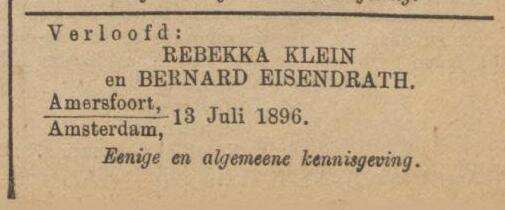 Verloofd:
REBEKKA KLEIN
en BERNARD EISENDRATH.
Amersfoort,
Amsterdam, 13 Juli 1896.
Eenige en algemeene kennisgeving.